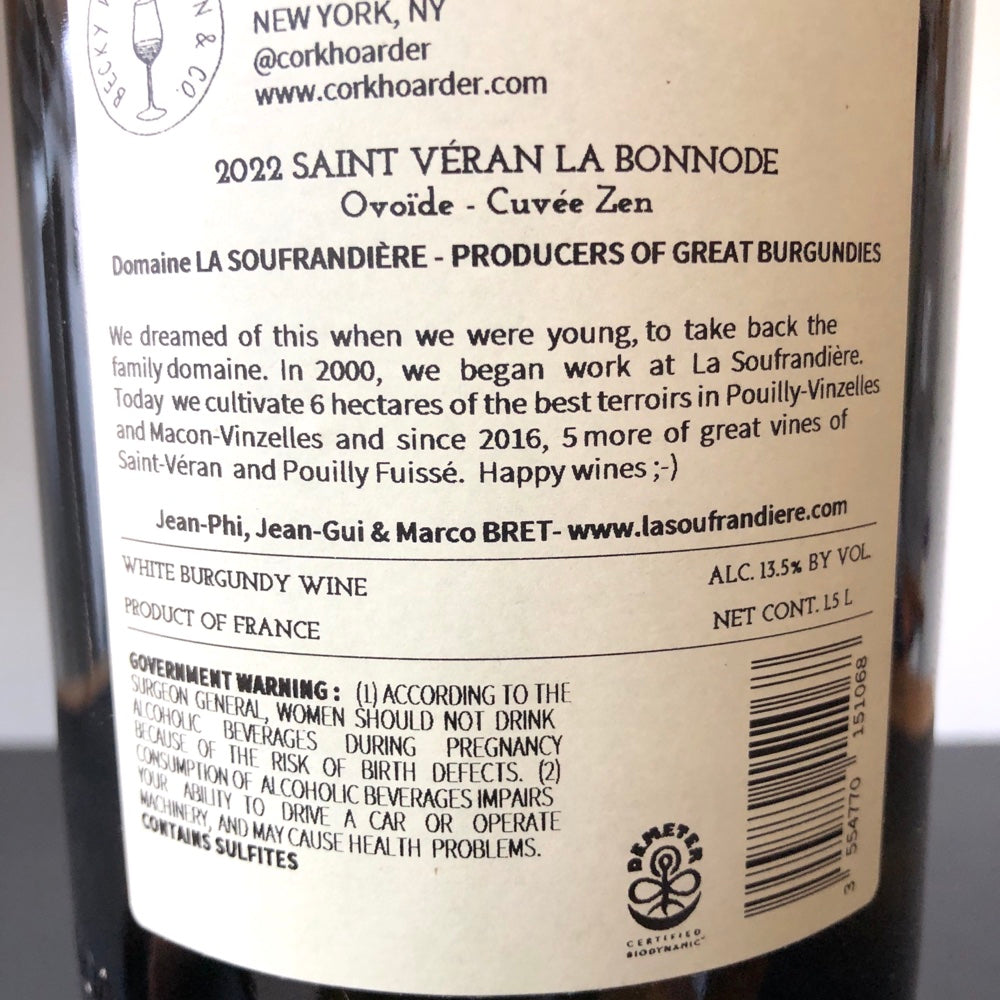 BECKY
N & CO.
NEW YORK, NY
@corkhoarder
www.corkhoarder.com
2022 SAINT VÉRAN LA BONNODE
Ovoïde - Cuvée Zen
Domaine LA SOUFRANDIÈRE - PRODUCERS OF GREAT BURGUNDIES
We dreamed of this when we were young, to take back the
family domaine. In 2000, we began work at La Soufrandière.
Today we cultivate 6 hectares of the best terroirs in Pouilly-Vinzelles
and Macon-Vinzelles and since 2016, 5 more of great vines of
Saint-Véran and Pouilly Fuissé. Happy wines ;-)
Jean-Phi, Jean-Gui & Marco BRET- www.lasoufrandiere.com
WHITE BURGUNDY WINE
ALC. 13.5% BY VOL.
PRODUCT OF FRANCE
NET CONT. 1.5 L
GOVERNMENT WARNING : (1) ACCORDING TO THE
SURGEON GENERAL, WOMEN SHOULD NOT DRINK
ALCOHOLIC BEVERAGES DURING PREGNANCY
BECAUSE OF THE RISK OF BIRTH DEFECTS. (2)
CONSUMPTION OF ALCOHOLIC BEVERAGES IMPAIRS
YOUR ABILITY TO DRIVE A CAR OR OPERATE
MACHINERY, AND MAY CAUSE HEALTH PROBLEMS.
CONTAINS SULFITES
DEMETER
CERTIFIED
BIODYNAMIC
3 554770 151068